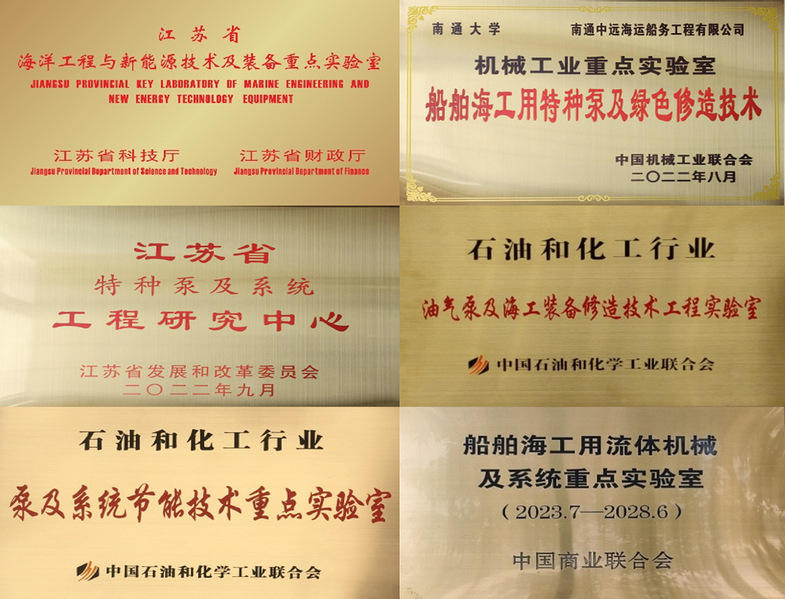 江苏省
海洋工程与新能源技术及装备重点实验室
JIANGSU PROVINCIAL KEY LABORATORY OF MARINE ENGINEERING AND
NEW ENERGY TECHNOLOGY EQUIPMENT
江苏省科技厅 江苏省财政厅
Jiangsu Provincial Department of Science and Technology Jiangsu Provincial Department of Finance
南通大学 南通中远海运船务工程有限公司
机械工业重点实验室
船舶海工用特种泵及绿色修造技术
中国机械工业联合会
二〇二二年八月
江苏省
特种泵及系统
工程研究中心
江苏省发展和改革委员会
二〇二二年九月
石油和化工行业
油气泵及海工装备修造技术工程实验室
中国石油和化学工业联合会
石油和化工行业
泵及系统节能技术重点实验室
中国石油和化学工业联合会
船舶海工用流体机械
及系统重点实验室
（2023.7—2028.6）
中国商业联合会